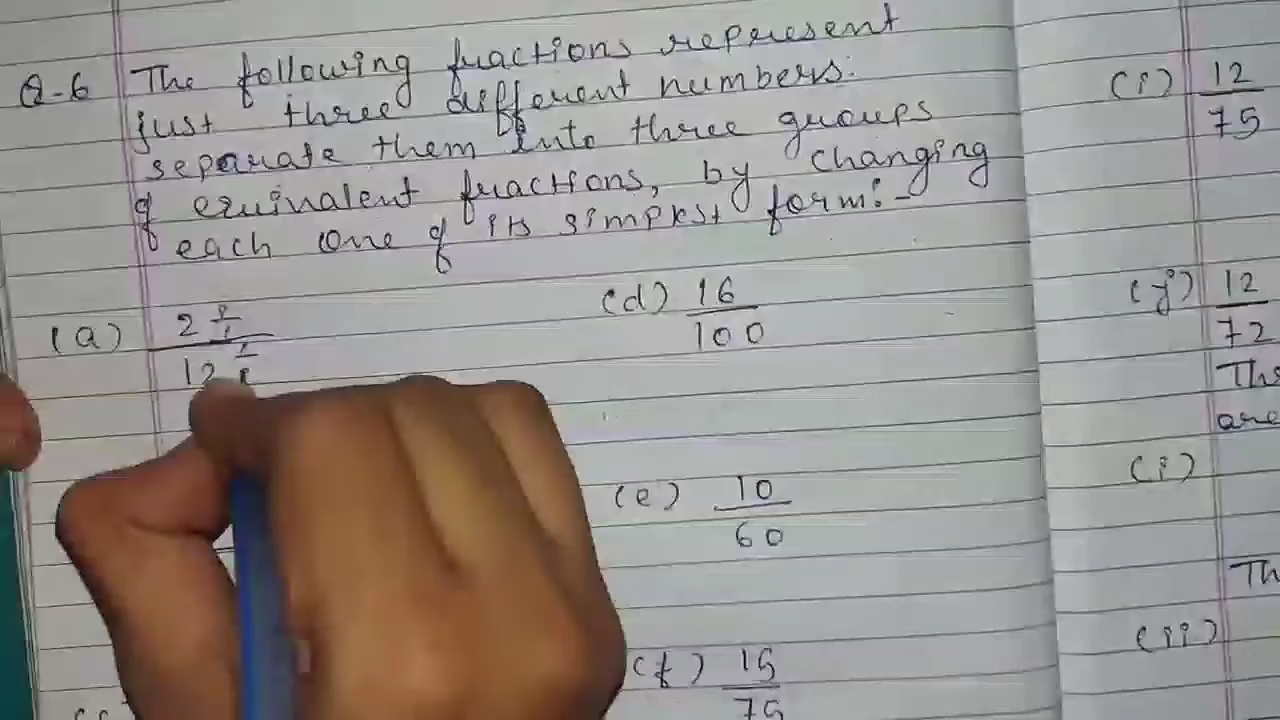 Q-6 The following fractions represent
just three different numbers.
separate them into three groups
of equivalent fractions, by changing
each one of its simplest form:-
(a) 2
12
(d) 16
100
(e) 10
60
(f) 15
75
(i) 12
75
(j) 12
72
are
(i)
(ii)